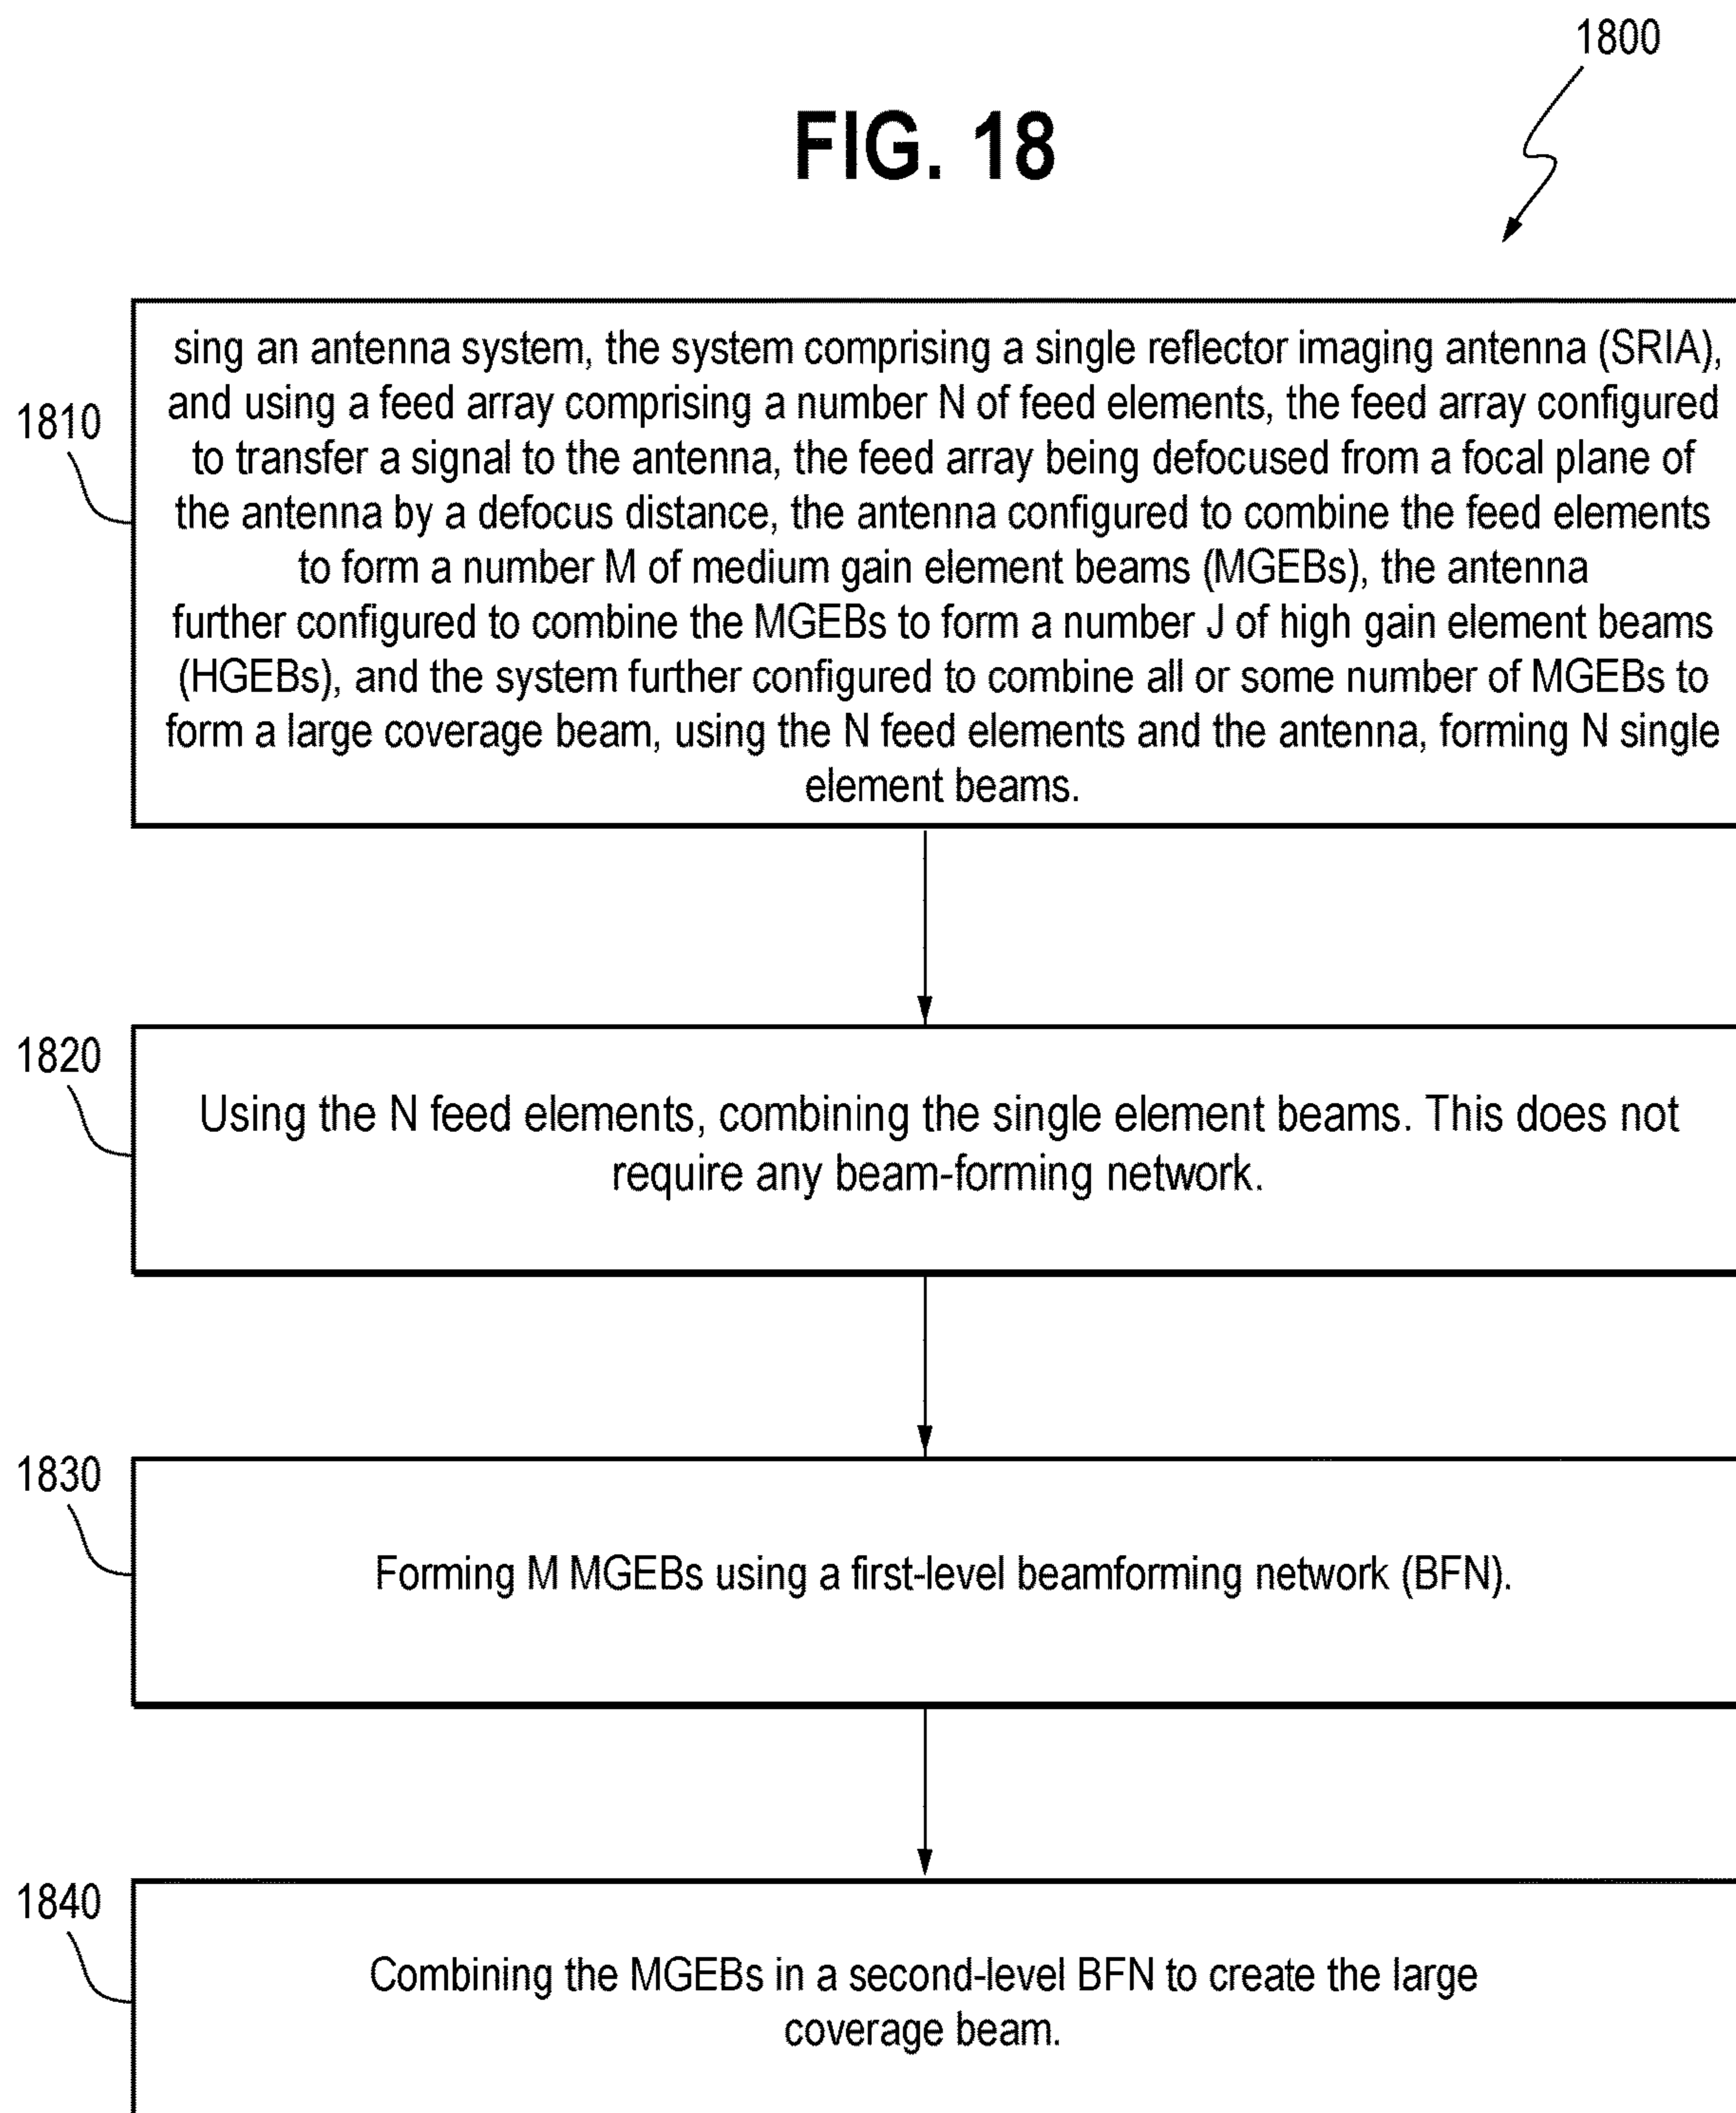 1800
FIG. 18
1810
sing an antenna system, the system comprising a single reflector imaging antenna (SRIA),
and using a feed array comprising a number N of feed elements, the feed array configured
to transfer a signal to the antenna, the feed array being defocused from a focal plane of
the antenna by a defocus distance, the antenna configured to combine the feed elements
to form a number M of medium gain element beams (MGEBs), the antenna
further configured to combine the MGEBs to form a number J of high gain element beams
(HGEBs), and the system further configured to combine all or some number of MGEBs to
form a large coverage beam, using the N feed elements and the antenna, forming N single
element beams.
1820
Using the N feed elements, combining the single element beams. This does not
require any beam-forming network.
1830
Forming M MGEBs using a first-level beamforming network (BFN).
1840
Combining the MGEBs in a second-level BFN to create the large
coverage beam.